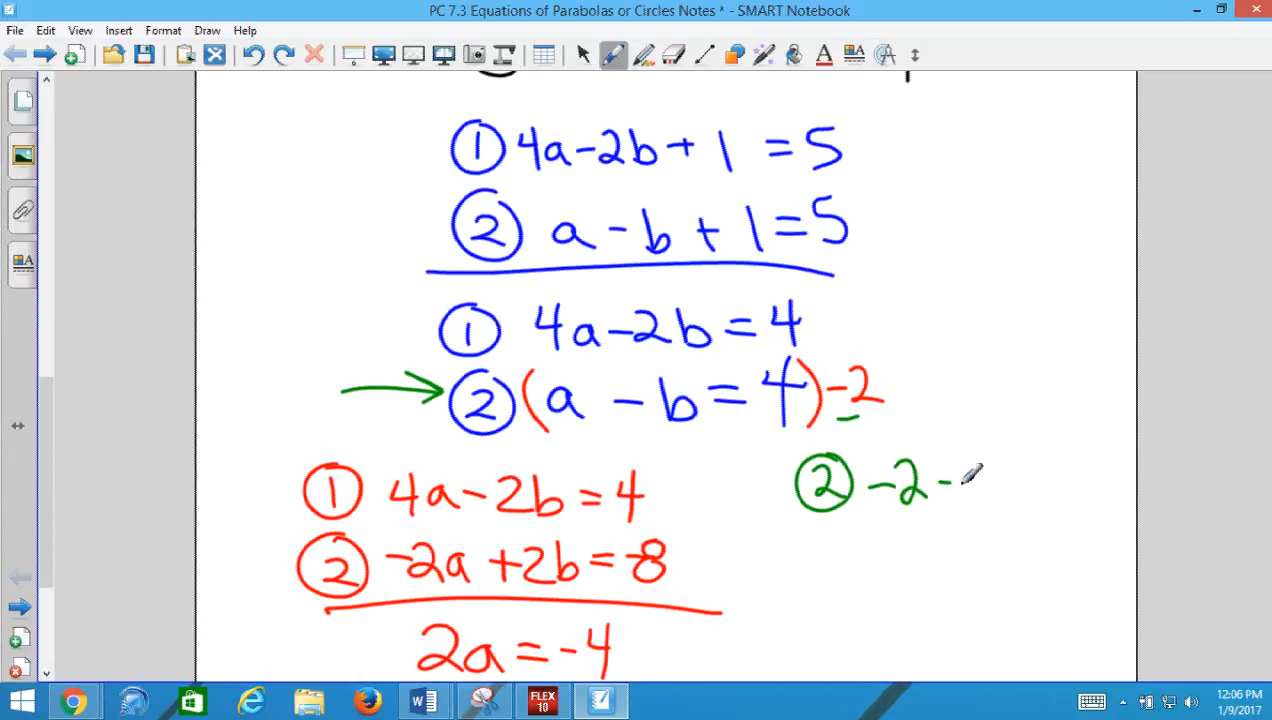 PC 7.3 Equations of Parabolas or Circles Notes * - SMART Notebook
File Edit View Insert Format Draw Help
① 4a-2b+1=5
② a-b+1=5
① 4a-2b=4
② (a-b=4)-2
① 4a-2b=4
② -2a+2b=-8
2a=-4
② -2-
FLEX
10
12:06 PM
1/9/2017